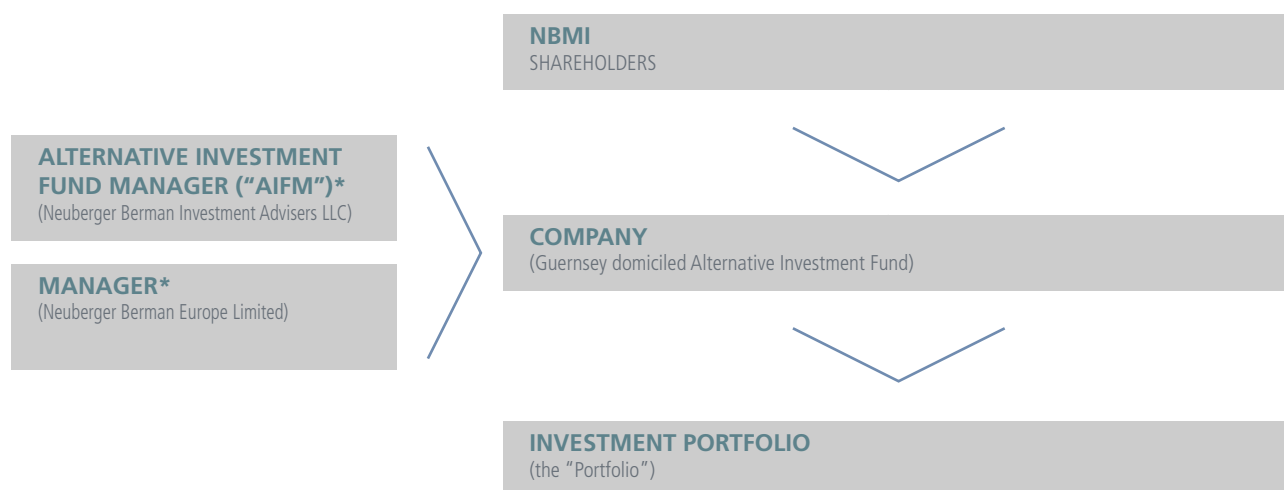 NBMI
SHAREHOLDERS
ALTERNATIVE INVESTMENT
FUND MANAGER (“AIFM”)*
(Neuberger Berman Investment Advisers LLC)
MANAGER*
(Neuberger Berman Europe Limited)
COMPANY
(Guernsey domiciled Alternative Investment Fund)
INVESTMENT PORTFOLIO
(the “Portfolio”)